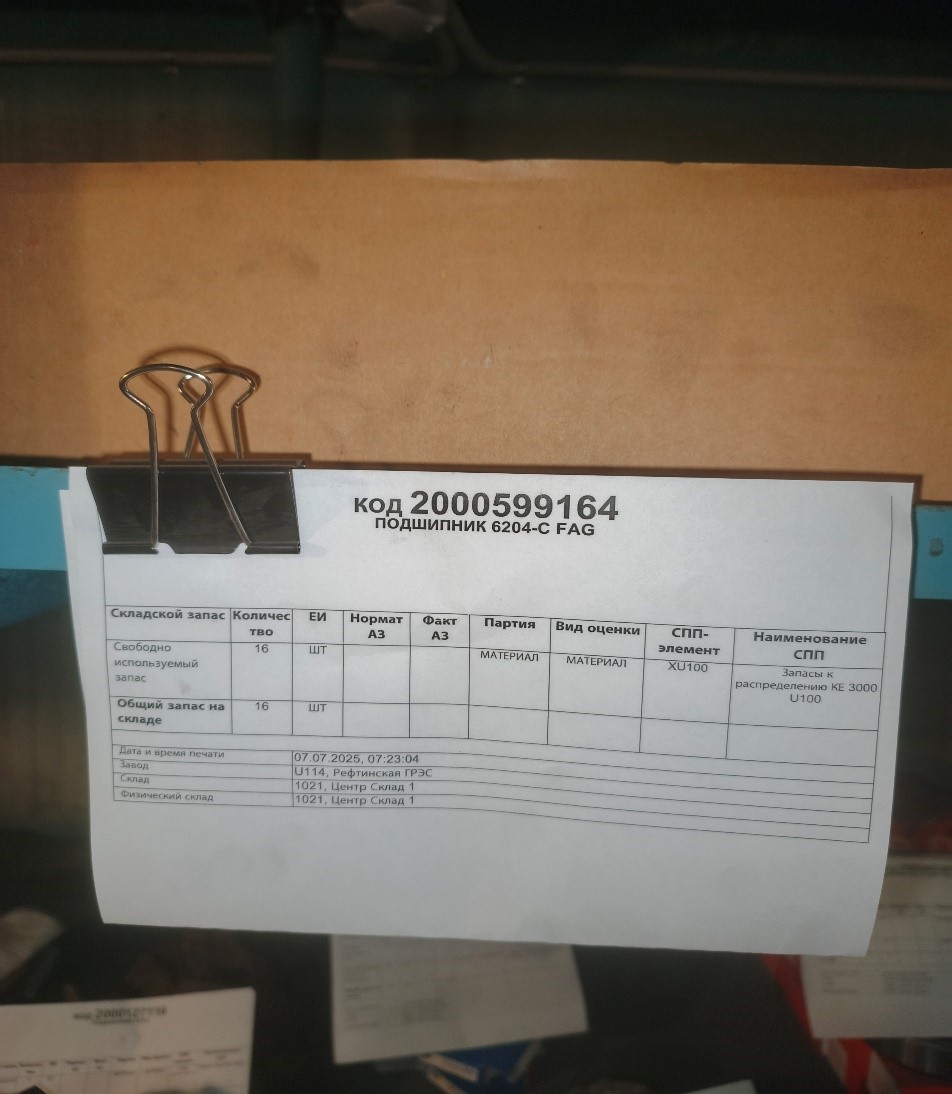 код 2000599164
ПОДШИПНИК 6204-C FAG
Складской запас Количес тво ЕИ Нормат АЗ Факт АЗ Партия Вид оценки СПП-элемент Наименование СПП
Свободно используемый запас 16 ШТ МАТЕРИАЛ МАТЕРИАЛ XU100 Запасы к распределению КЕ 3000 U100
Общий запас на складе 16 ШТ
Дата и время печати 07.07.2025, 07:23:04
Завод U114, Рефтинская ГРЭС
Склад 1021, Центр Склад 1
Физический склад 1021, Центр Склад 1
код